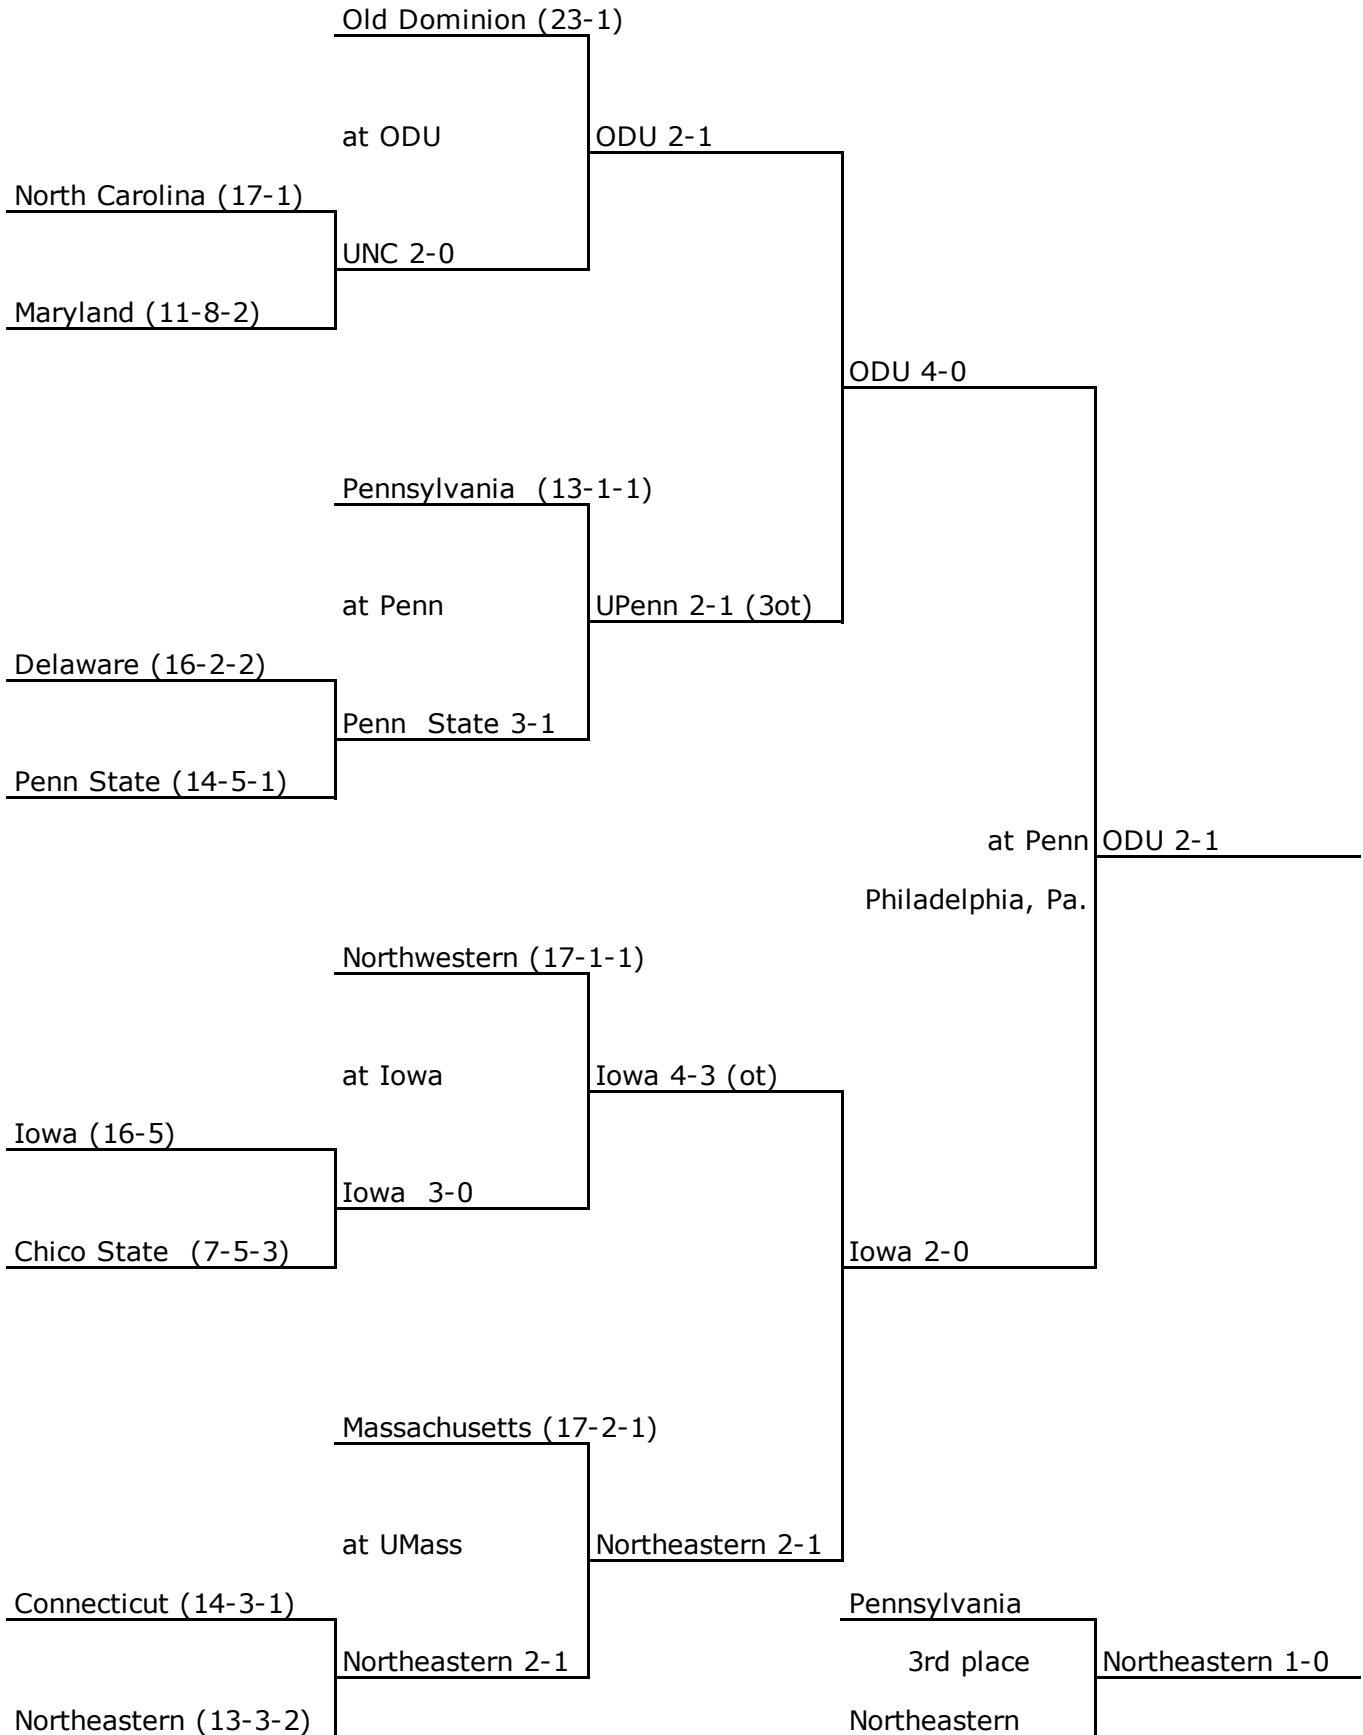 Old Dominion (23-1)
at ODU
ODU 2-1
North Carolina (17-1)
UNC 2-0
Maryland (11-8-2)
ODU 4-0
Pennsylvania  (13-1-1)
at Penn
UPenn 2-1 (3ot)
Delaware (16-2-2)
Penn  State 3-1
Penn State (14-5-1)
at Penn
ODU 2-1
Philadelphia, Pa.
Northwestern (17-1-1)
at Iowa
Iowa 4-3 (ot)
Iowa (16-5)
Iowa  3-0
Chico State  (7-5-3)
Iowa 2-0
Massachusetts (17-2-1)
at UMass
Northeastern 2-1
Connecticut (14-3-1)
Pennsylvania
Northeastern 2-1
3rd place
Northeastern 1-0
Northeastern (13-3-2)
Northeastern